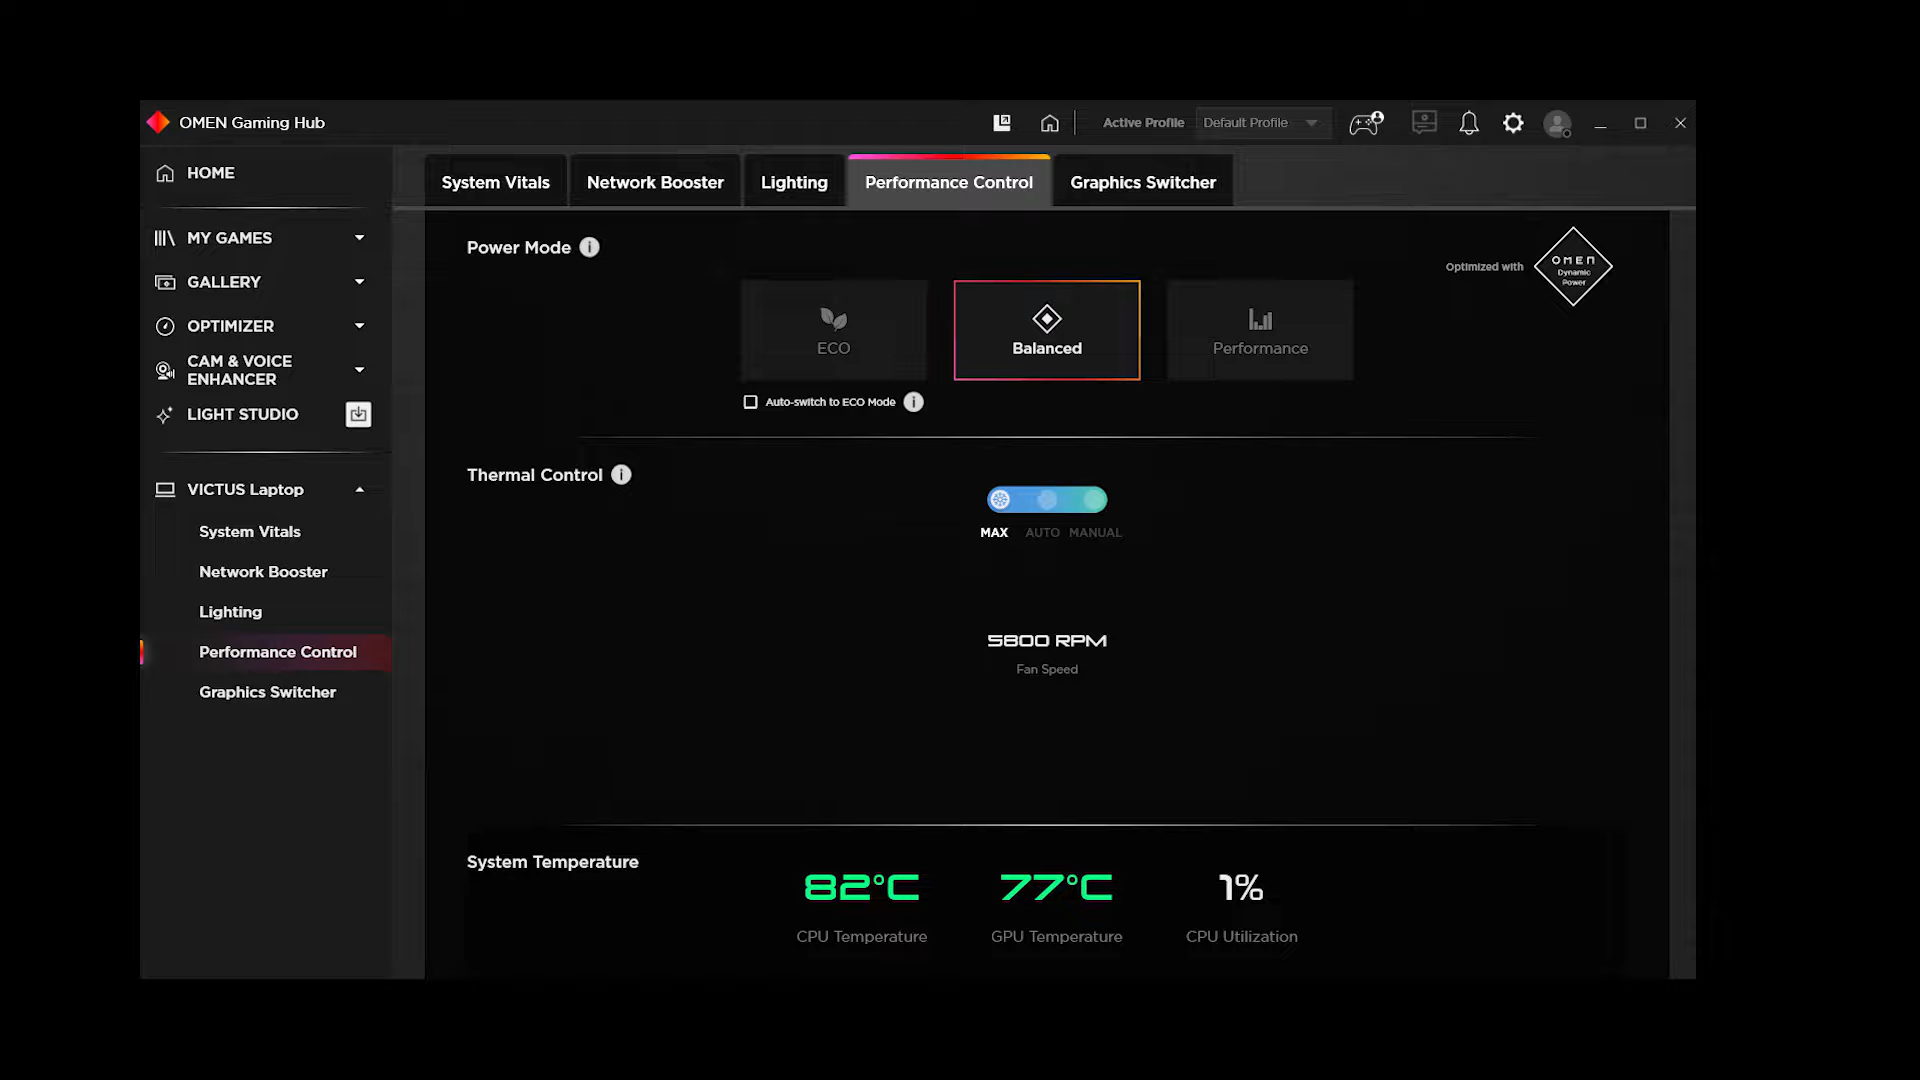 OMEN Gaming Hub
Active Profile
Default Profile
HOME
MY GAMES
GALLERY
OPTIMIZER
CAM & VOICE
ENHANCER
LIGHT STUDIO
VICTUS Laptop
System Vitals
Network Booster
Lighting
Performance Control
Graphics Switcher
System Vitals
Network Booster
Lighting
Performance Control
Graphics Switcher
Power Mode
Optimized with
OMEN
Dynamic
Power
ECO
Balanced
Performance
Auto-switch to ECO Mode
Thermal Control
MAX
AUTO
MANUAL
5800 RPM
Fan Speed
System Temperature
82°C
CPU Temperature
77°C
GPU Temperature
1%
CPU Utilization